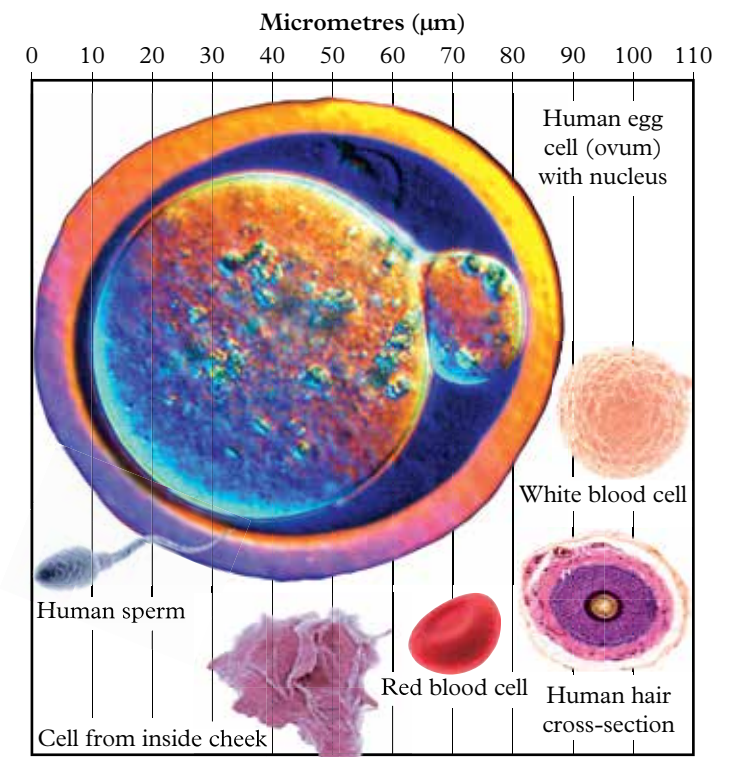 Micrometres (µm)
0 10 20 30 40 50 60 70 80 90 100 110
Human egg
cell (ovum)
with nucleus
White blood cell
Human sperm
Red blood cell
Human hair
cross-section
Cell from inside cheek